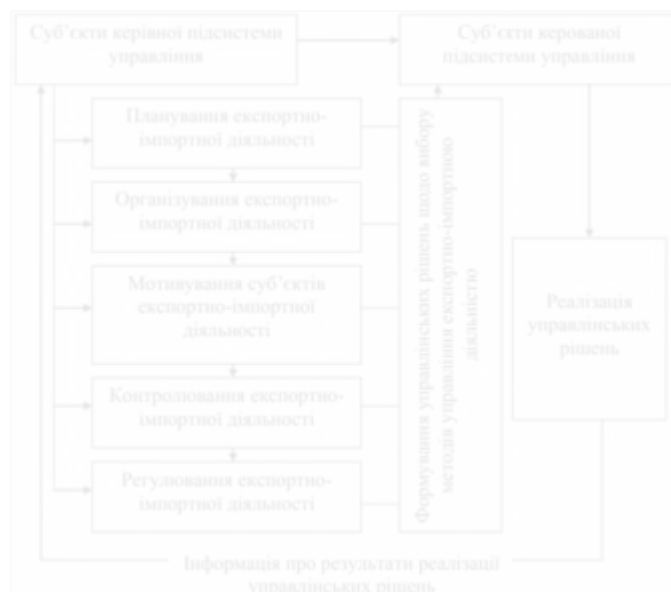 Суб’єкти керівної підсистеми
управління
Суб’єкти керованої
підсистеми управління
Планування експортно-
імпортної діяльності
Організування експортно-
імпортної діяльності
Мотивування суб’єктів
експортно-імпортної
діяльності
Контролювання експортно-
імпортної діяльності
Регулювання експортно-
імпортної діяльності
Формування управлінських рішень щодо вибору
методів управління експортно-імпортною
діяльністю
Реалізація
управлінських
рішень
Інформація про результати реалізації
управлінських рішень